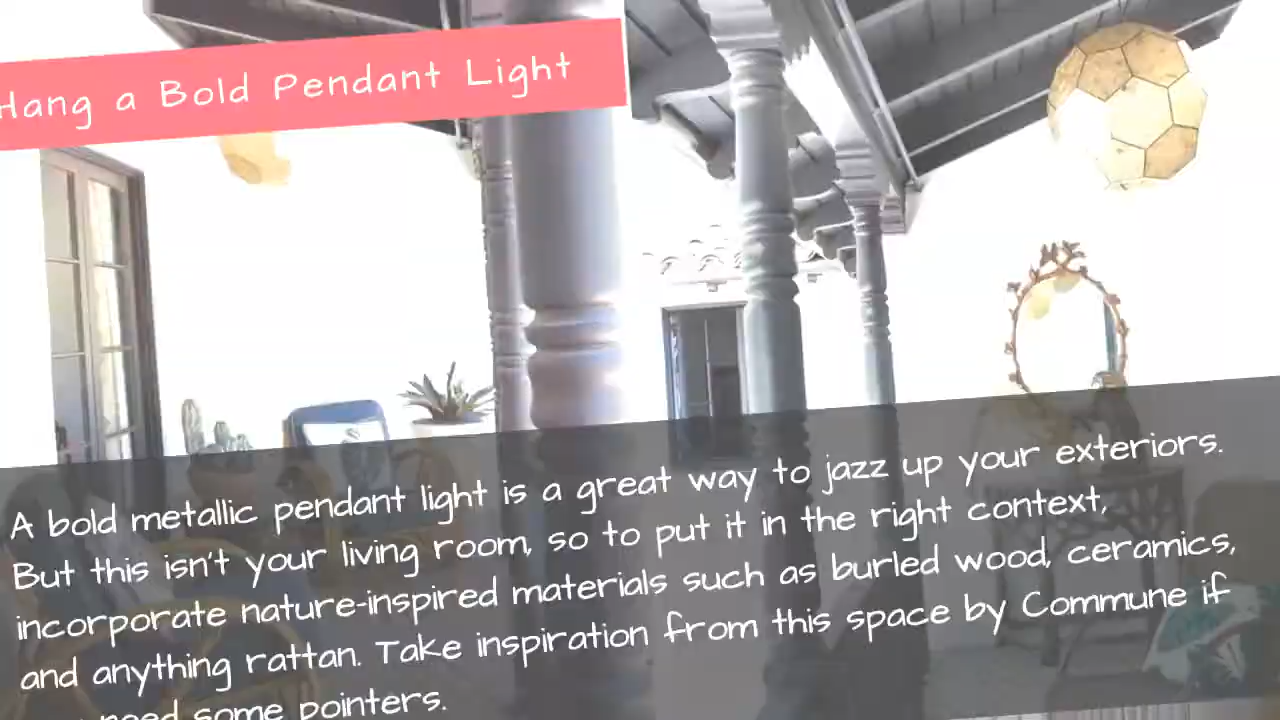 Hang a Bold Pendant Light
A bold metallic pendant light is a great way to jazz up your exteriors.
But this isn't your living room, so to put it in the right context,
incorporate nature-inspired materials such as burled wood, ceramics,
and anything rattan. Take inspiration from this space by Commune if
need some pointers.